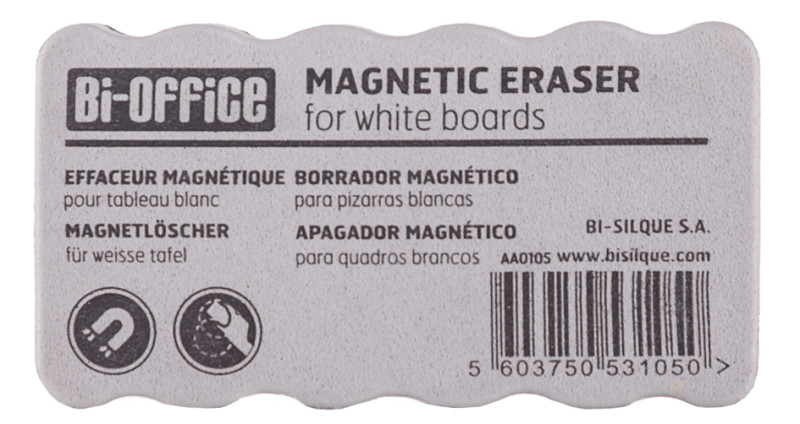 Bi-OFFiCE
MAGNETIC ERASER
for white boards
EFFACEUR MAGNÉTIQUE
pour tableau blanc
BORRADOR MAGNÉTICO
para pizarras blancas
MAGNETLÖSCHER
für weisse tafel
APAGADOR MAGNÉTICO
para quadros brancos
BI-SILQUE S.A.
AA0105 www.bisilque.com
5 603750 531050 >